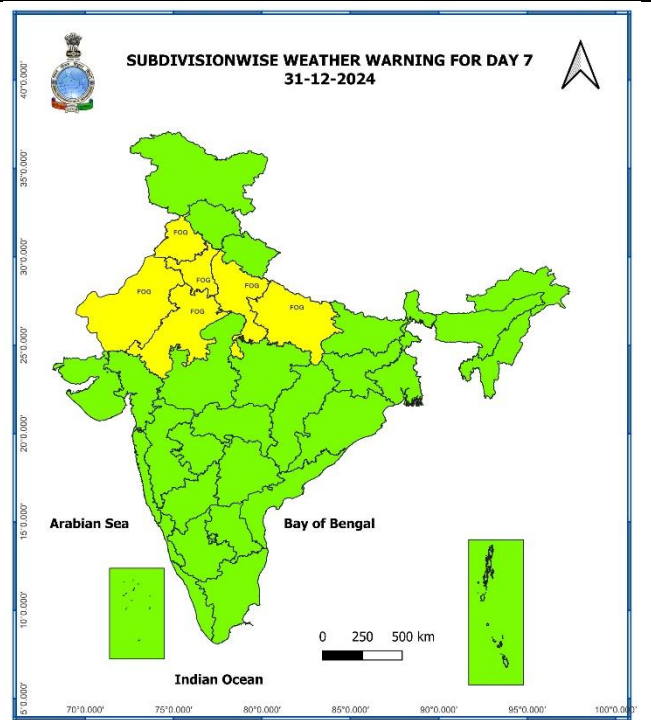 SUBDIVISIONWISE WEATHER WARNING FOR DAY 7
31-12-2024
40°0.000'
35°0.000'
30°0.000'
25°0.000'
20°0.000'
15°0.000'
10°0.000'
5°0.000'
FOG
FOG
FOG
FOG
FOG
FOG
Arabian Sea
Bay of Bengal
0 250 500 km
Indian Ocean
70°0.000' 75°0.000' 80°0.000' 85°0.000' 90°0.000' 95°0.000' 100°0.000'